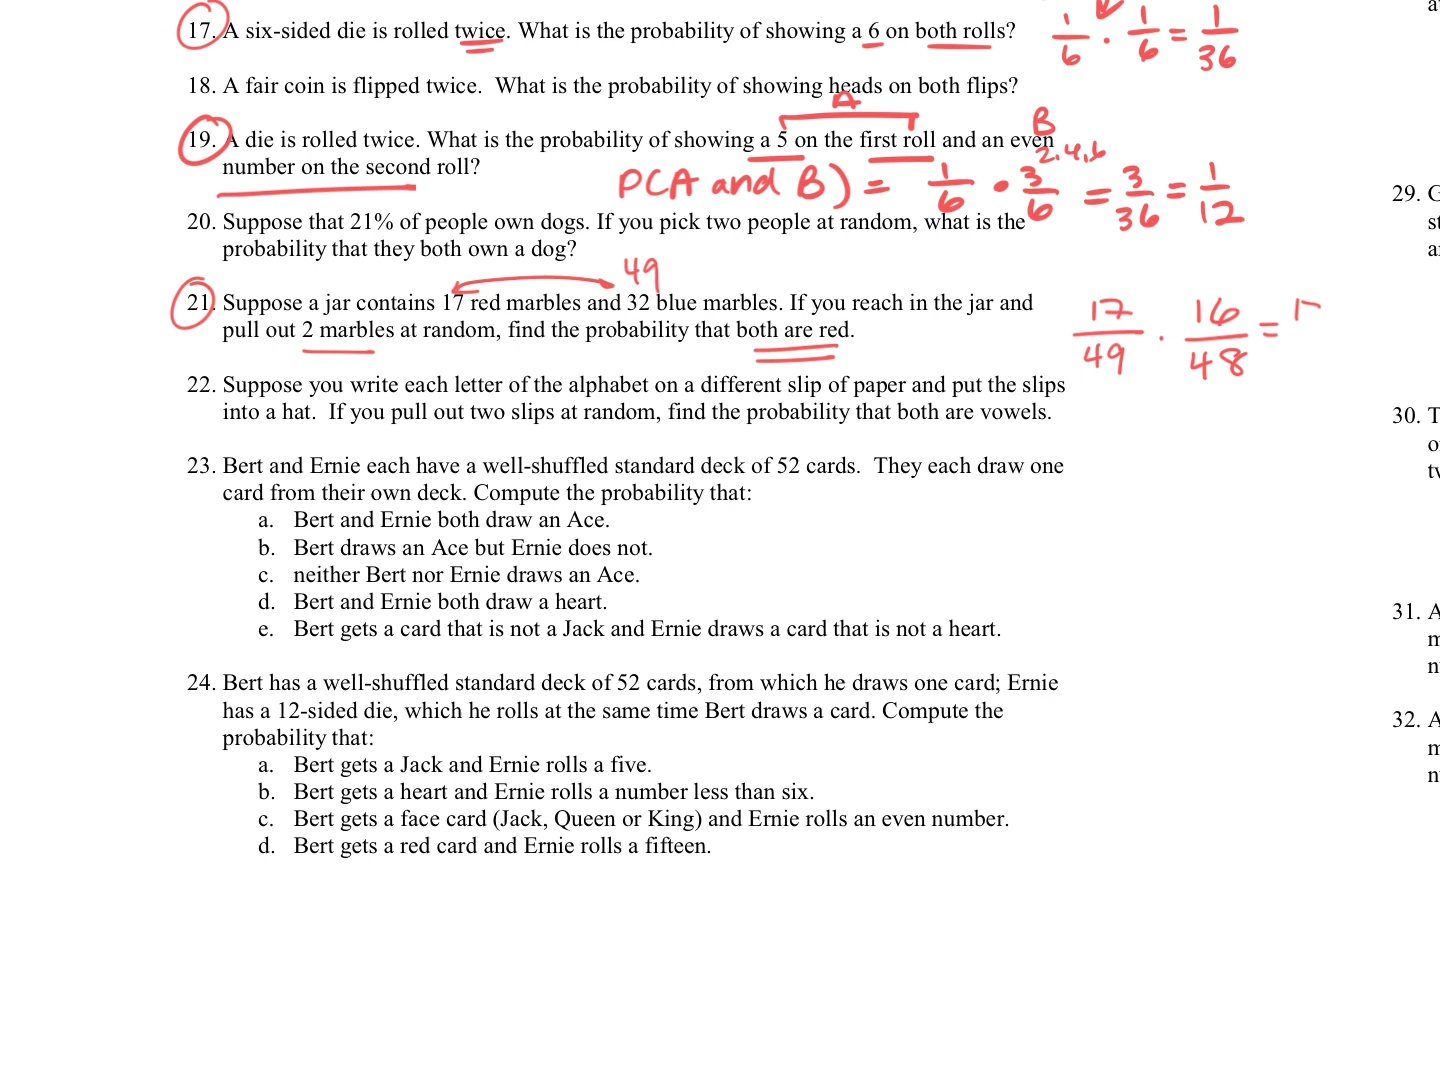 17. A six-sided die is rolled twice. What is the probability of showing a 6 on both rolls? 1/6 · 1/6 = 1/36
18. A fair coin is flipped twice. What is the probability of showing heads on both flips?
A
B
19. A die is rolled twice. What is the probability of showing a 5 on the first roll and an even
2,4,6
number on the second roll? P(A and B) = 1/6 · 3/6 = 3/36 = 1/12
20. Suppose that 21% of people own dogs. If you pick two people at random, what is the
probability that they both own a dog?
49
21. Suppose a jar contains 17 red marbles and 32 blue marbles. If you reach in the jar and
pull out 2 marbles at random, find the probability that both are red. 17/49 · 16/48 =
22. Suppose you write each letter of the alphabet on a different slip of paper and put the slips
into a hat. If you pull out two slips at random, find the probability that both are vowels.
23. Bert and Ernie each have a well-shuffled standard deck of 52 cards. They each draw one
card from their own deck. Compute the probability that:
a. Bert and Ernie both draw an Ace.
b. Bert draws an Ace but Ernie does not.
c. neither Bert nor Ernie draws an Ace.
d. Bert and Ernie both draw a heart.
e. Bert gets a card that is not a Jack and Ernie draws a card that is not a heart.
24. Bert has a well-shuffled standard deck of 52 cards, from which he draws one card; Ernie
has a 12-sided die, which he rolls at the same time Bert draws a card. Compute the
probability that:
a. Bert gets a Jack and Ernie rolls a five.
b. Bert gets a heart and Ernie rolls a number less than six.
c. Bert gets a face card (Jack, Queen or King) and Ernie rolls an even number.
d. Bert gets a red card and Ernie rolls a fifteen.
29.
30.
31.
32.